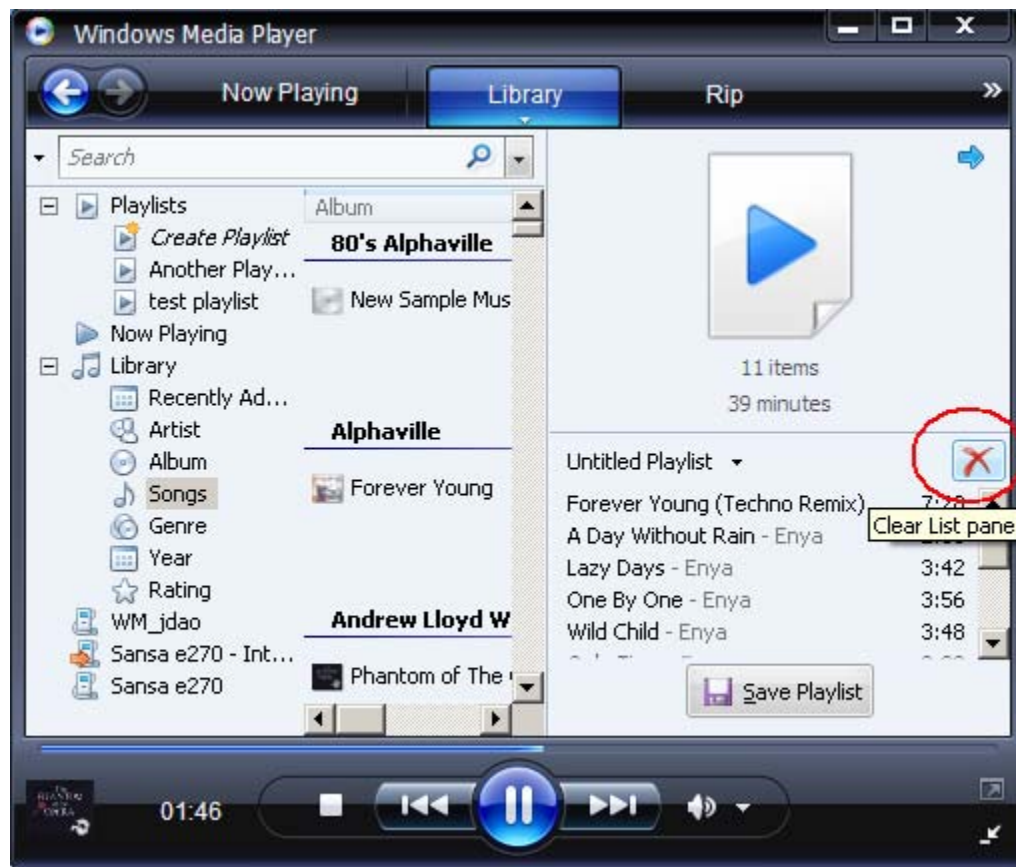 Windows Media Player
Now Playing
Library
Rip
»
Search
Playlists
Create Playlist
Another Play...
test playlist
Now Playing
Library
Recently Ad...
Artist
Album
Songs
Genre
Year
Rating
WM_jdao
Sansa e270 - Int...
Sansa e270
Album
80's Alphaville
New Sample Mus
Alphaville
Forever Young
Andrew Lloyd W
Phantom of The
11 items
39 minutes
Untitled Playlist
Forever Young (Techno Remix) 7:28
Clear List pane
A Day Without Rain - Enya
Lazy Days - Enya 3:42
One By One - Enya 3:56
Wild Child - Enya 3:48
Save Playlist
01:46